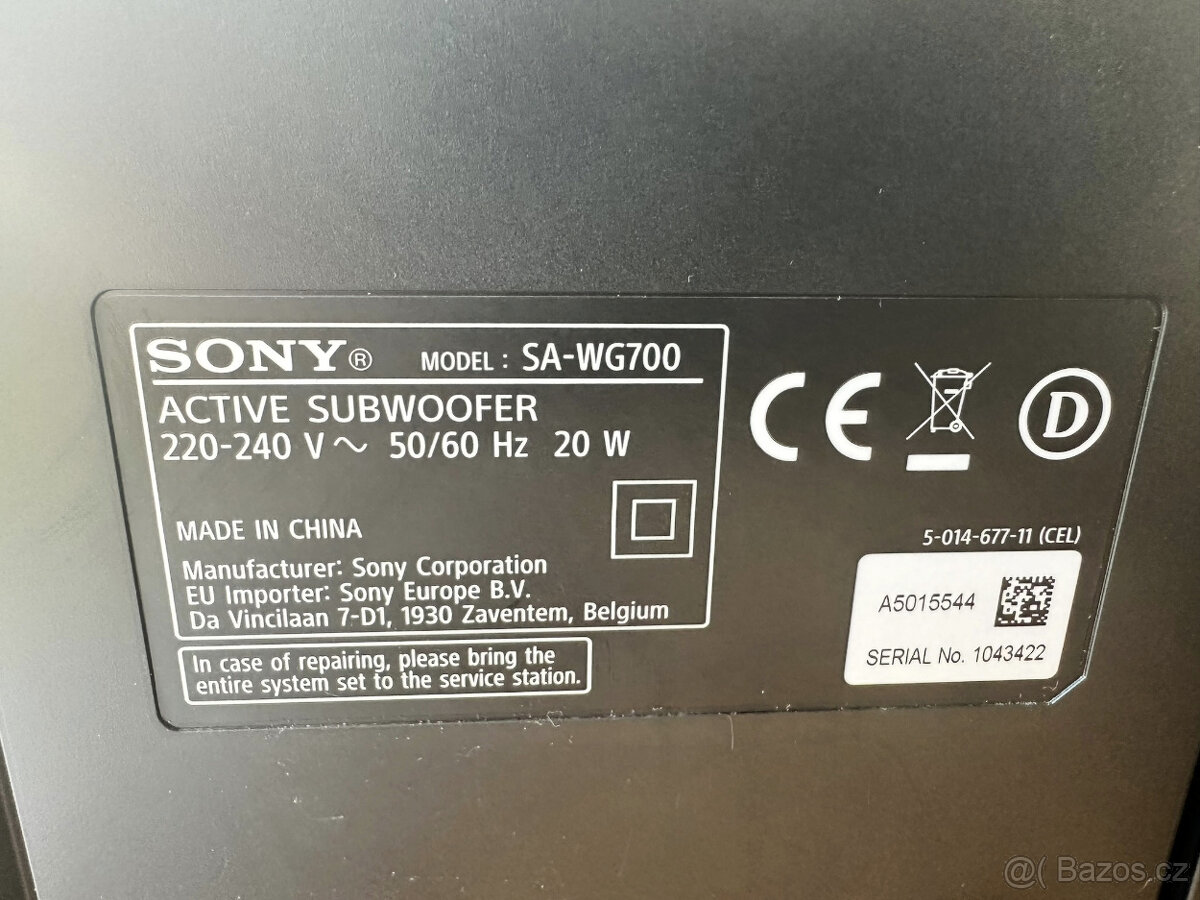 SONY® MODEL : SA-WG700
ACTIVE SUBWOOFER
220-240 V ~ 50/60 Hz 20 W
MADE IN CHINA
Manufacturer: Sony Corporation
EU Importer: Sony Europe B.V.
Da Vincilaan 7-D1, 1930 Zaventem, Belgium
In case of repairing, please bring the
entire system set to the service station.
CE
D
5-014-677-11 (CEL)
A5015544
SERIAL No. 1043422
@( Bazos.cz